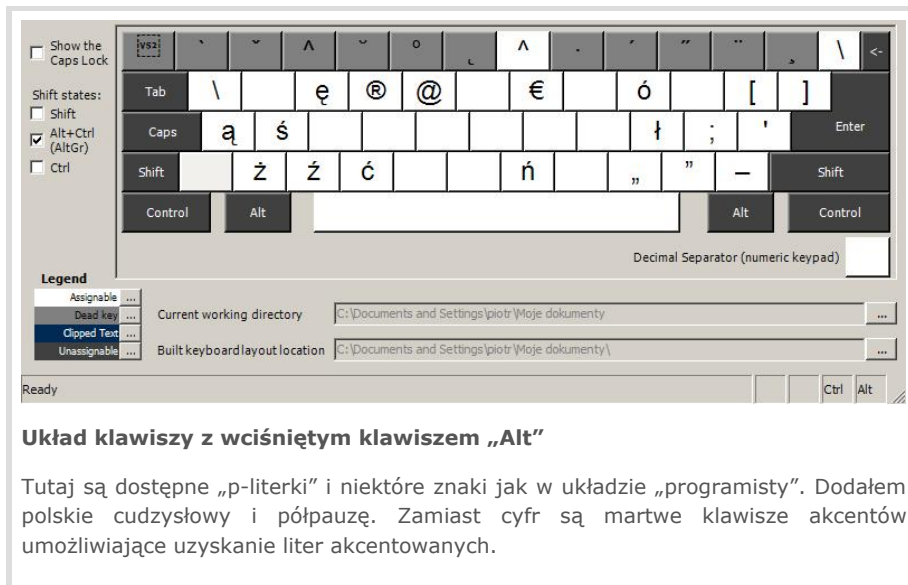 Show the
Caps Lock
Shift states:
Shift
Alt+Ctrl
(AltGr)
Ctrl
VS2 ` ˇ ^ ˘ ° ˛ ^ ˙ ´ ˝ ¨ ¸ \ <-
Tab \ ę ® @ € ó [ ]
Caps ą ś ł ; ' Enter
Shift ż ź ć ń „ ” – Shift
Control Alt Alt Control
Decimal Separator (numeric keypad)
Legend
Assignable ...
Dead key ...
Clipped Text ...
Unassignable ...
Current working directory C:\Documents and Settings\piotr\Moje dokumenty ...
Built keyboard layout location C:\Documents and Settings\piotr\Moje dokumenty\ ...
Ready Ctrl Alt
Układ klawiszy z wciśniętym klawiszem „Alt”
Tutaj są dostępne „p-literki” i niektóre znaki jak w układzie „programisty”. Dodałem
polskie cudzysłowy i półpauzę. Zamiast cyfr są martwe klawisze akcentów
umożliwiające uzyskanie liter akcentowanych.